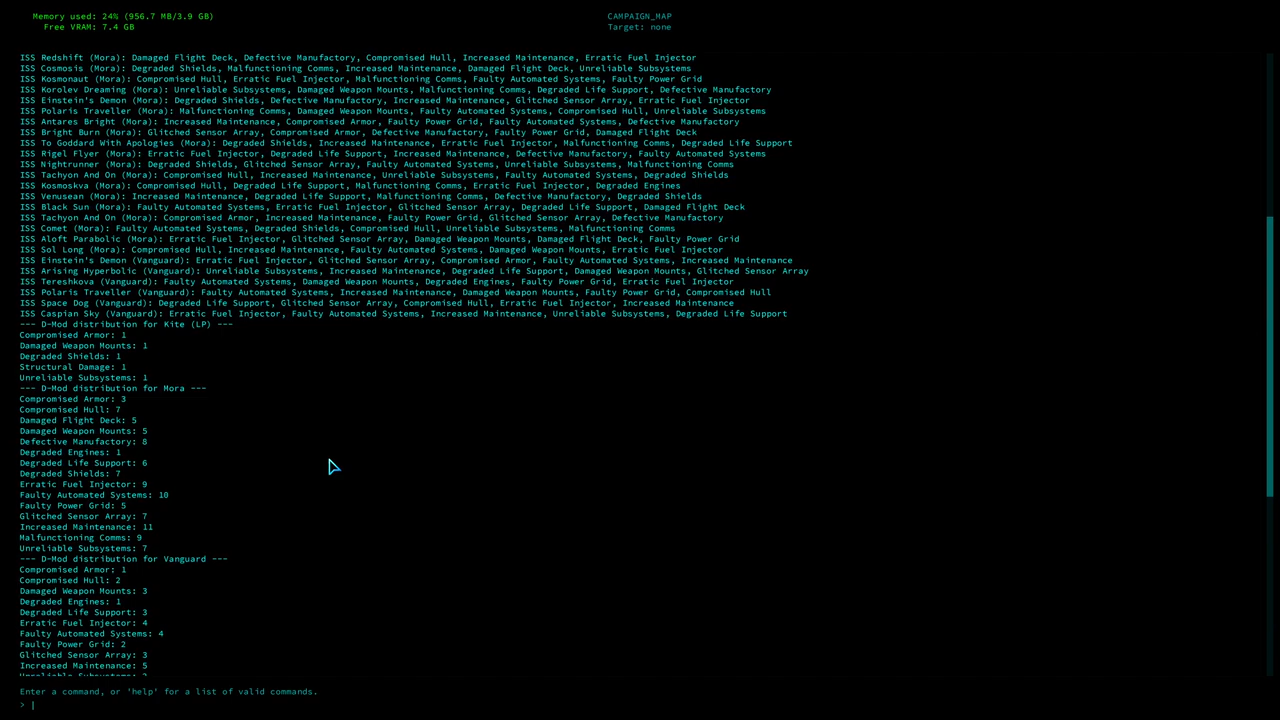 Memory used: 24% (956.7 MB/3.9 GB)
Free VRAM: 7.4 GB
CAMPAIGN_MAP
Target: none
ISS Redshift (Mora): Damaged Flight Deck, Defective Manufactory, Compromised Hull, Increased Maintenance, Erratic Fuel Injector
ISS Cosmosis (Mora): Degraded Shields, Malfunctioning Comms, Increased Maintenance, Damaged Flight Deck, Unreliable Subsystems
ISS Kosmonaut (Mora): Compromised Hull, Erratic Fuel Injector, Malfunctioning Comms, Faulty Automated Systems, Faulty Power Grid
ISS Korolev Dreaming (Mora): Unreliable Subsystems, Damaged Weapon Mounts, Malfunctioning Comms, Degraded Life Support, Defective Manufactory
ISS Einstein's Demon (Mora): Degraded Shields, Defective Manufactory, Increased Maintenance, Glitched Sensor Array, Erratic Fuel Injector
ISS Polaris Traveller (Mora): Malfunctioning Comms, Damaged Weapon Mounts, Faulty Automated Systems, Compromised Hull, Unreliable Subsystems
ISS Antares Bright (Mora): Increased Maintenance, Compromised Armor, Faulty Power Grid, Faulty Automated Systems, Defective Manufactory
ISS Bright Burn (Mora): Glitched Sensor Array, Compromised Armor, Defective Manufactory, Faulty Power Grid, Damaged Flight Deck
ISS To Goddard With Apologies (Mora): Degraded Shields, Increased Maintenance, Erratic Fuel Injector, Malfunctioning Comms, Degraded Life Support
ISS Rigel Flyer (Mora): Erratic Fuel Injector, Degraded Life Support, Increased Maintenance, Defective Manufactory, Faulty Automated Systems
ISS Nightrunner (Mora): Degraded Shields, Glitched Sensor Array, Faulty Automated Systems, Unreliable Subsystems, Malfunctioning Comms
ISS Tachyon And On (Mora): Compromised Hull, Increased Maintenance, Unreliable Subsystems, Faulty Automated Systems, Degraded Shields
ISS Kosmoskva (Mora): Compromised Hull, Degraded Life Support, Malfunctioning Comms, Erratic Fuel Injector, Degraded Engines
ISS Venusean (Mora): Increased Maintenance, Degraded Life Support, Malfunctioning Comms, Defective Manufactory, Degraded Shields
ISS Black Sun (Mora): Faulty Automated Systems, Erratic Fuel Injector, Glitched Sensor Array, Degraded Life Support, Damaged Flight Deck
ISS Tachyon And On (Mora): Compromised Armor, Increased Maintenance, Faulty Power Grid, Glitched Sensor Array, Defective Manufactory
ISS Comet (Mora): Faulty Automated Systems, Degraded Shields, Compromised Hull, Unreliable Subsystems, Malfunctioning Comms
ISS Aloft Parabolic (Mora): Erratic Fuel Injector, Glitched Sensor Array, Damaged Weapon Mounts, Damaged Flight Deck, Faulty Power Grid
ISS Sol Long (Mora): Compromised Hull, Increased Maintenance, Faulty Automated Systems, Damaged Weapon Mounts, Erratic Fuel Injector
ISS Einstein's Demon (Vanguard): Erratic Fuel Injector, Glitched Sensor Array, Compromised Armor, Faulty Automated Systems, Increased Maintenance
ISS Arising Hyperbolic (Vanguard): Unreliable Subsystems, Increased Maintenance, Degraded Life Support, Damaged Weapon Mounts, Glitched Sensor Array
ISS Tereshkova (Vanguard): Faulty Automated Systems, Damaged Weapon Mounts, Degraded Engines, Faulty Power Grid, Erratic Fuel Injector
ISS Polaris Traveller (Vanguard): Faulty Automated Systems, Increased Maintenance, Damaged Weapon Mounts, Faulty Power Grid, Compromised Hull
ISS Space Dog (Vanguard): Degraded Life Support, Glitched Sensor Array, Compromised Hull, Erratic Fuel Injector, Increased Maintenance
ISS Caspian Sky (Vanguard): Erratic Fuel Injector, Faulty Automated Systems, Increased Maintenance, Unreliable Subsystems, Degraded Life Support
--- D-Mod distribution for Kite (LP) ---
Compromised Armor: 1
Damaged Weapon Mounts: 1
Degraded Shields: 1
Structural Damage: 1
Unreliable Subsystems: 1
--- D-Mod distribution for Mora ---
Compromised Armor: 3
Compromised Hull: 7
Damaged Flight Deck: 5
Damaged Weapon Mounts: 5
Defective Manufactory: 8
Degraded Engines: 1
Degraded Life Support: 6
Degraded Shields: 7
Erratic Fuel Injector: 9
Faulty Automated Systems: 10
Faulty Power Grid: 5
Glitched Sensor Array: 7
Increased Maintenance: 11
Malfunctioning Comms: 9
Unreliable Subsystems: 7
--- D-Mod distribution for Vanguard ---
Compromised Armor: 1
Compromised Hull: 2
Damaged Weapon Mounts: 3
Degraded Engines: 1
Degraded Life Support: 3
Erratic Fuel Injector: 4
Faulty Automated Systems: 4
Faulty Power Grid: 2
Glitched Sensor Array: 3
Increased Maintenance: 5
Enter a command, or 'help' for a list of valid commands.
> |